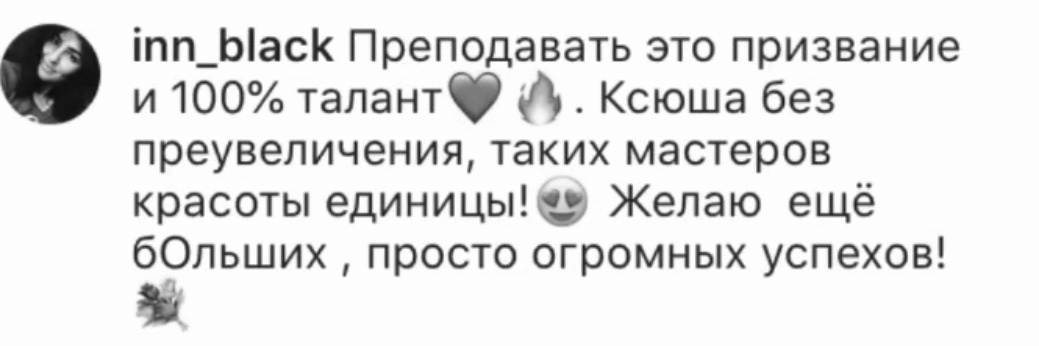 inn_black Преподавать это призвание
и 100% талант🖤🔥. Ксюша без
преувеличения, таких мастеров
красоты единицы!😍 Желаю  ещё
бОльших , просто огромных успехов!
💐